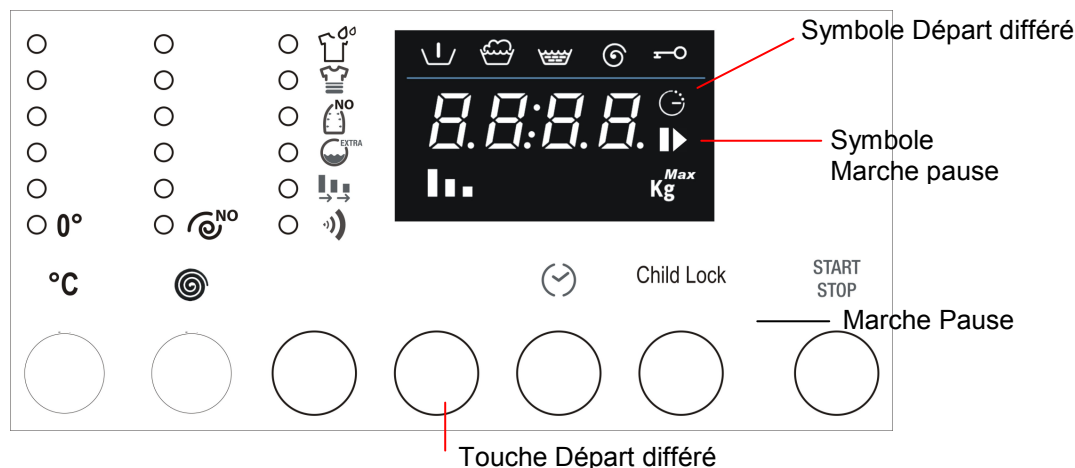 Symbole Départ différé
NO
EXTRA
8.8:8.8.
Symbole
Marche pause
Max
Kg
0°
NO
°C
Child Lock
START
STOP
Marche Pause
Touche Départ différé